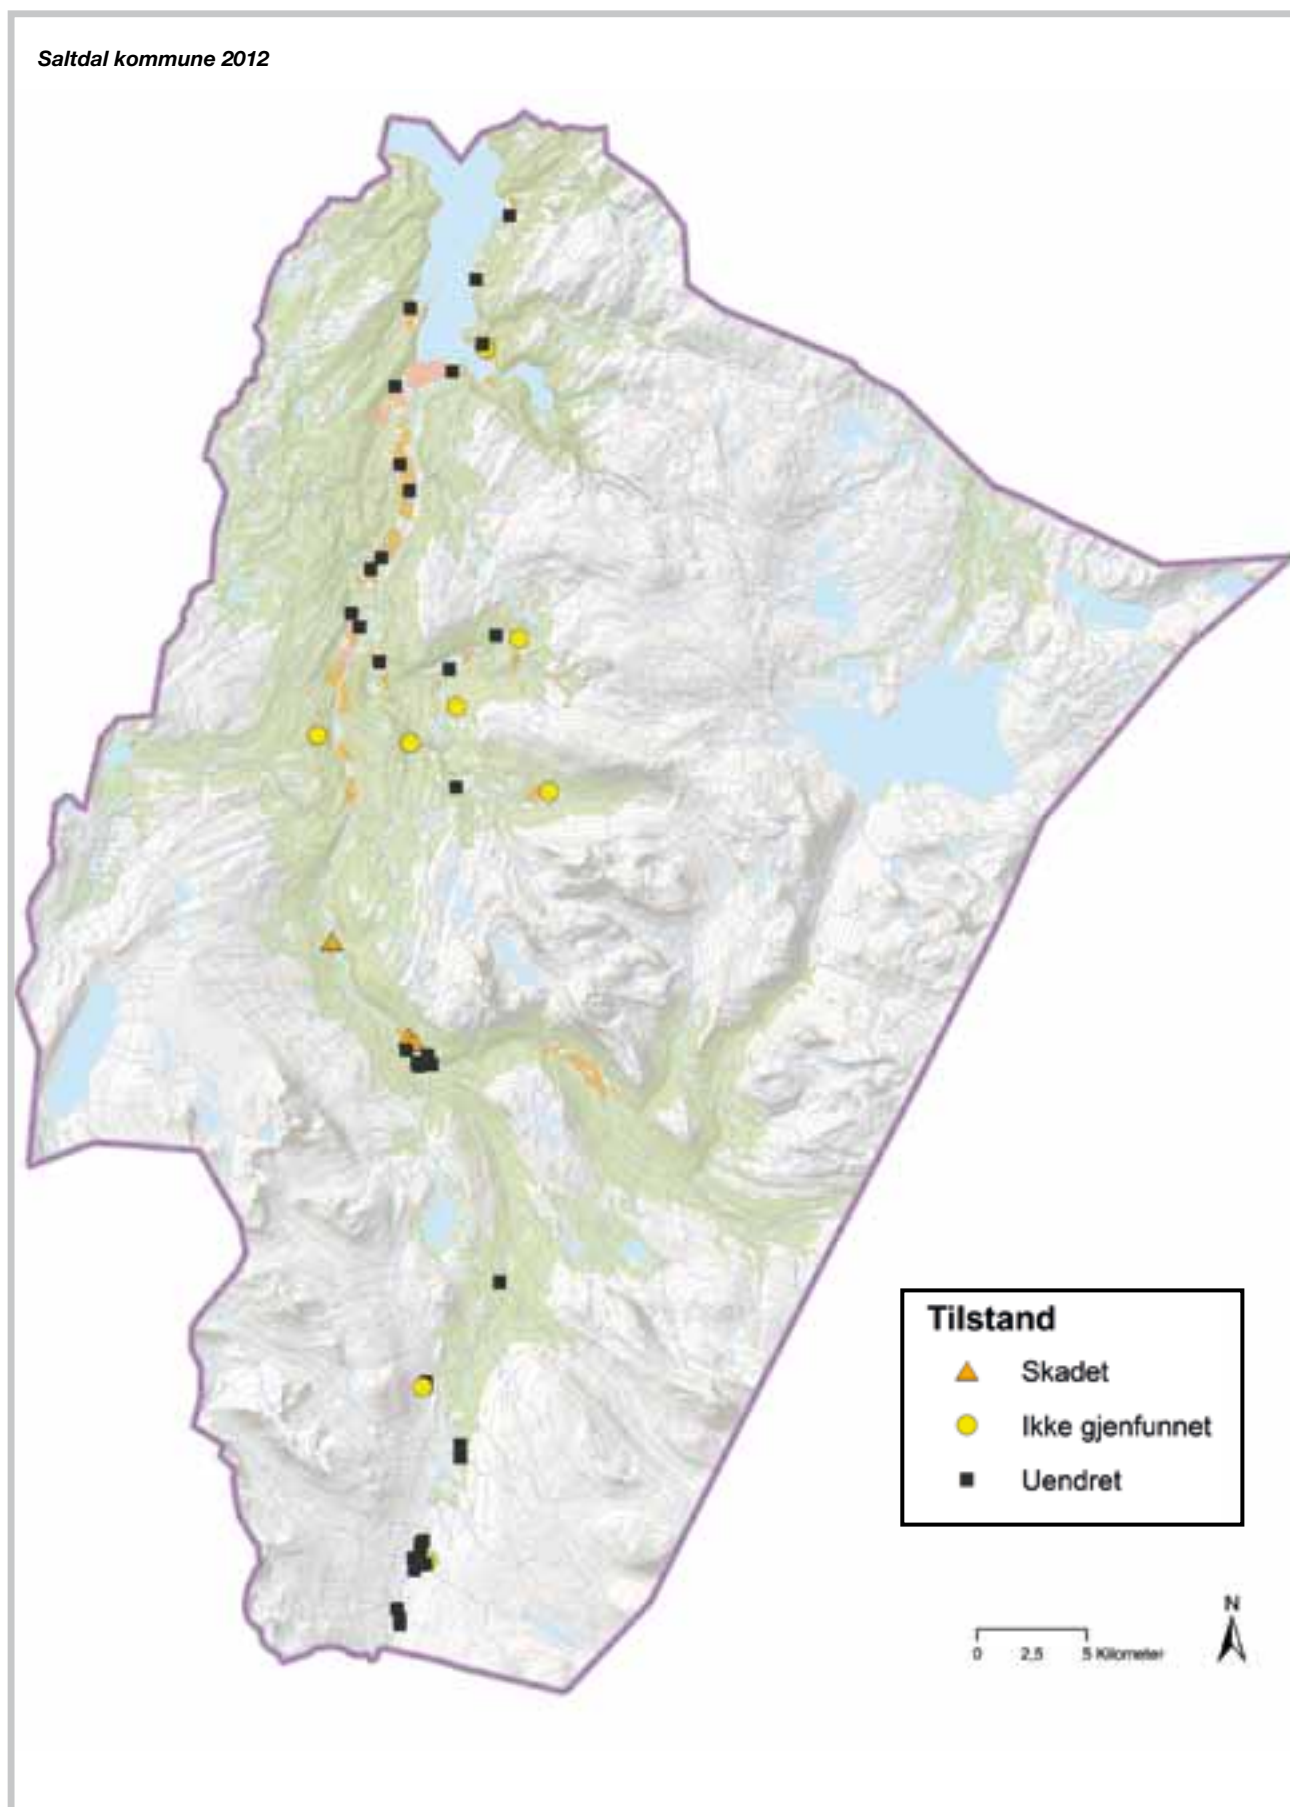 Saltdal kommune 2012
Tilstand
Skadet
Ikke gjenfunnet
Uendret
N
0 2,5 5 Kilometer